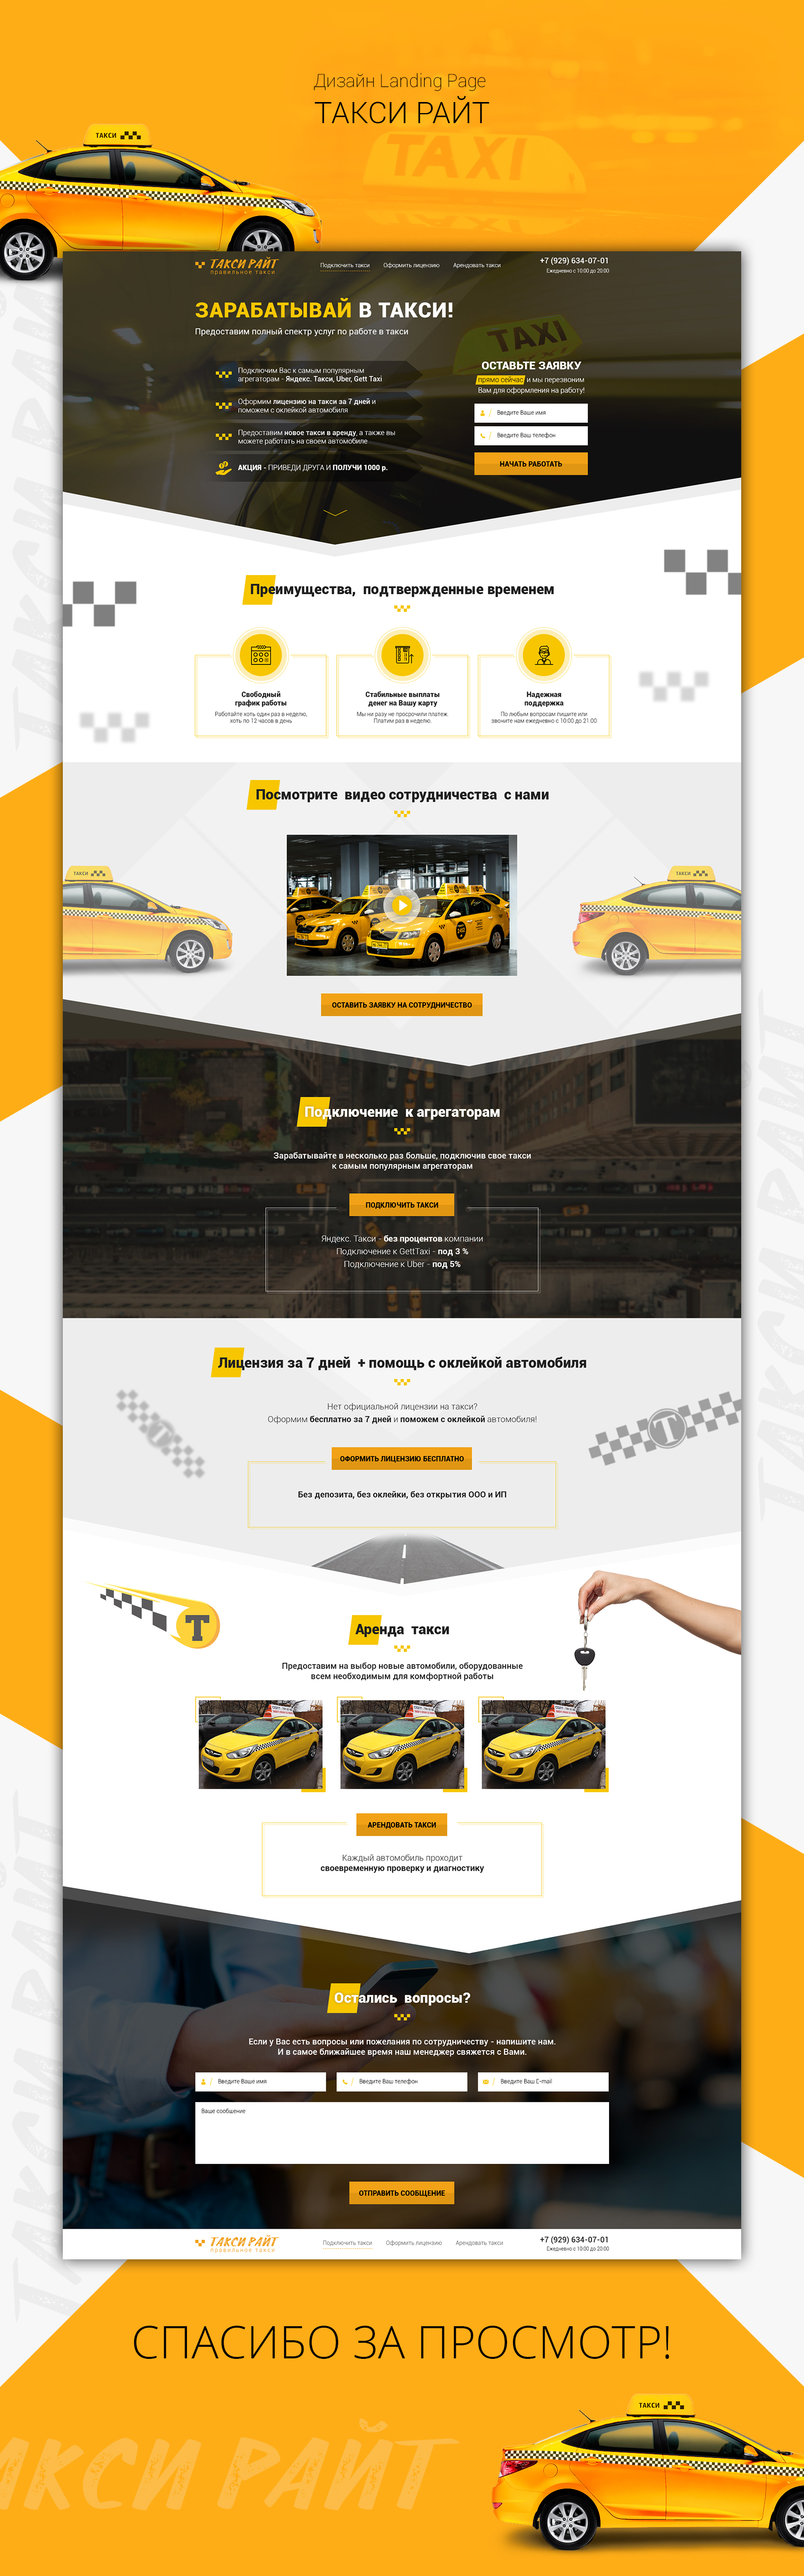 Дизайн Landing Page
ТАКСИ РАЙТ
TAXI
ТАКСИ
ТАКСИ РАЙТ
правильное такси
Подключить такси Оформить лицензию Арендовать такси
+7 (929) 634-07-01
Ежедневно с 10:00 до 20:00
ЗАРАБАТЫВАЙ В ТАКСИ!
Предоставим полный спектр услуг по работе в такси
TAXI
Подключим Вас к самым популярным
агрегаторам - Яндекс. Такси, Uber, Gett Taxi
Оформим лицензию на такси за 7 дней и
поможем с оклейкой автомобиля
Предоставим новое такси в аренду, а также вы
можете работать на своем автомобиле
АКЦИЯ - ПРИВЕДИ ДРУГА И ПОЛУЧИ 1000 р.
ОСТАВЬТЕ ЗАЯВКУ
прямо сейчас и мы перезвоним
Вам для оформления на работу!
Введите Ваше имя
Введите Ваш телефон
НАЧАТЬ РАБОТАТЬ
Преимущества, подтвержденные временем
Свободный
график работы
Работайте хоть один раз в неделю,
хоть по 12 часов в день
Стабильные выплаты
денег на Вашу карту
Мы ни разу не просрочили платеж.
Платим раз в неделю.
Надежная
поддержка
По любым вопросам пишите или
звоните нам ежедневно с 10:00 до 21:00.
Посмотрите видео сотрудничества с нами
ТАКСИ
ТАКСИ
ОСТАВИТЬ ЗАЯВКУ НА СОТРУДНИЧЕСТВО
Подключение к агрегаторам
Зарабатывайте в несколько раз больше, подключив свое такси
к самым популярным агрегаторам
ПОДКЛЮЧИТЬ ТАКСИ
Яндекс. Такси - без процентов компании
Подключение к GettTaxi - под 3 %
Подключение к Uber - под 5%
Лицензия за 7 дней + помощь с оклейкой автомобиля
Нет официальной лицензии на такси?
Оформим бесплатно за 7 дней и поможем с оклейкой автомобиля!
T
T
ОФОРМИТЬ ЛИЦЕНЗИЮ БЕСПЛАТНО
Без депозита, без оклейки, без открытия ООО и ИП
T
Аренда такси
Предоставим на выбор новые автомобили, оборудованные
всем необходимым для комфортной работы
АРЕНДОВАТЬ ТАКСИ
Каждый автомобиль проходит
своевременную проверку и диагностику
Остались вопросы?
Если у Вас есть вопросы или пожелания по сотрудничеству - напишите нам.
И в самое ближайшее время наш менеджер свяжется с Вами.
Введите Ваше имя
Введите Ваш телефон
Введите Ваш E-mail
Ваше сообщение
ОТПРАВИТЬ СООБЩЕНИЕ
ТАКСИ РАЙТ
правильное такси
Подключить такси Оформить лицензию Арендовать такси
+7 (929) 634-07-01
Ежедневно с 10:00 до 20:00
СПАСИБО ЗА ПРОСМОТР!
ТАКСИ
АКСИ РАЙТ